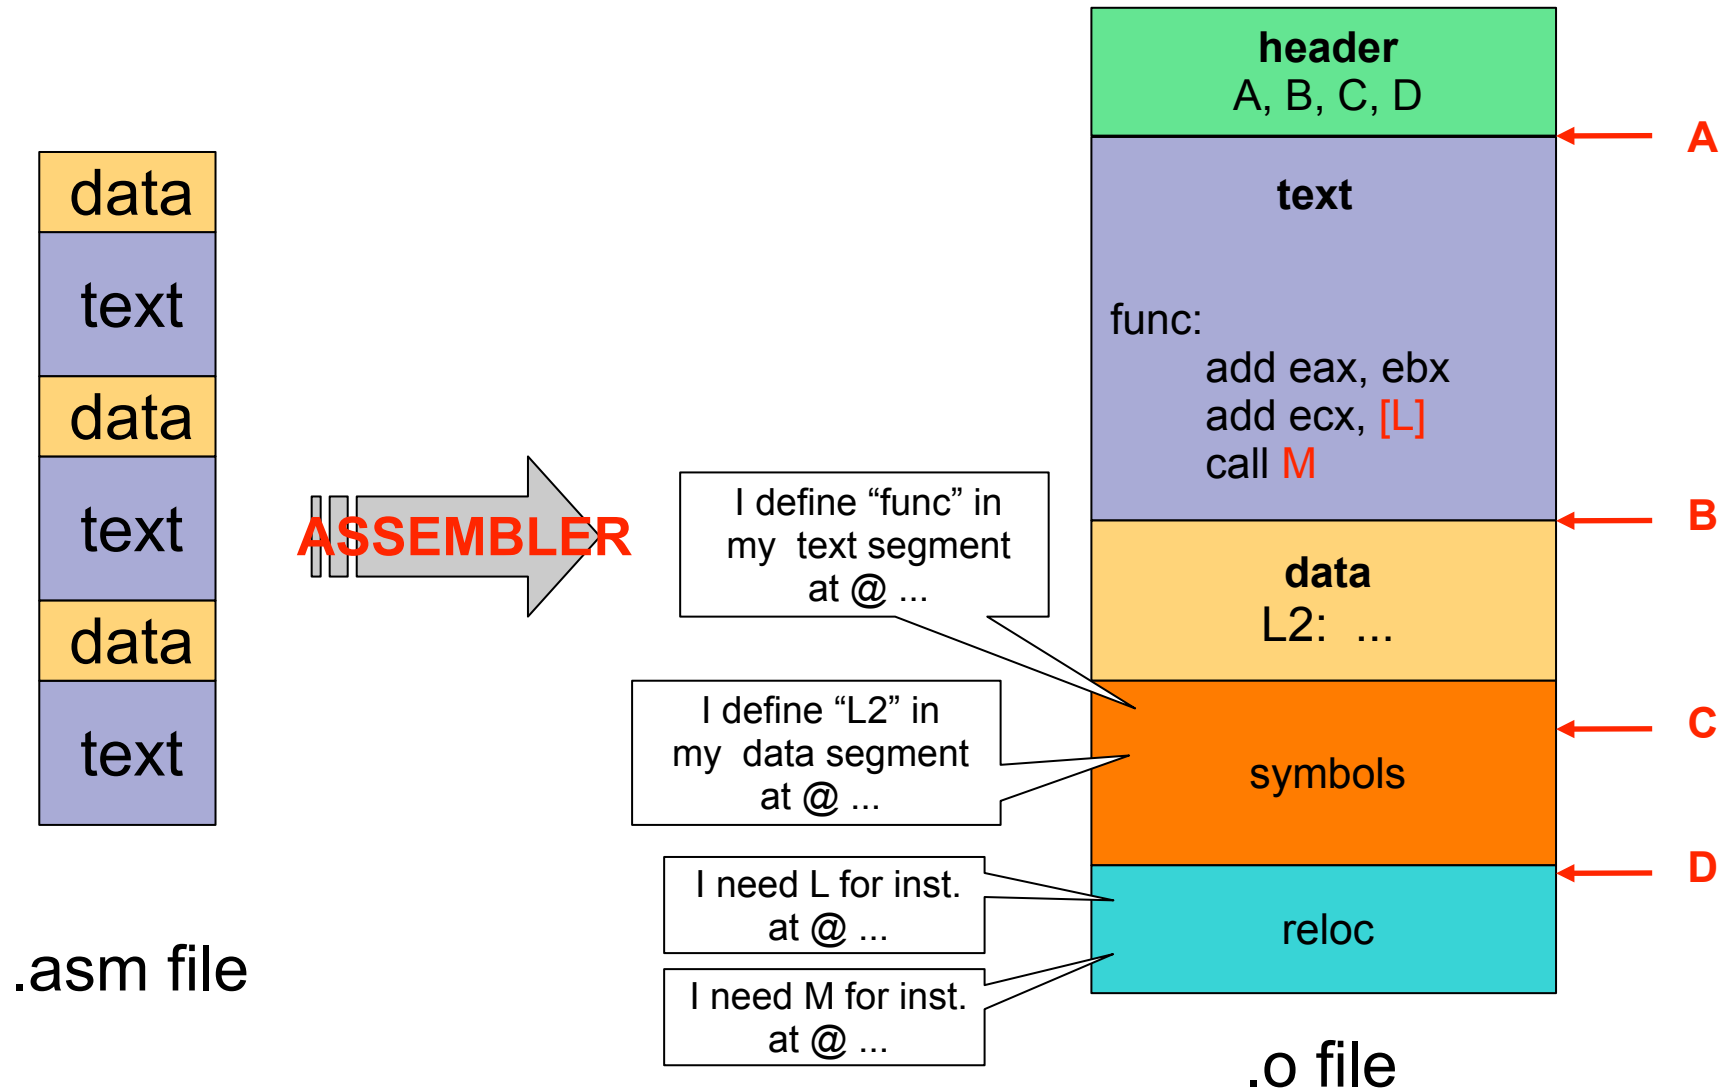 data
text
data
text
data
text
.asm file
ASSEMBLER
I define “func” in
my text segment
at @ ...
I define “L2” in
my data segment
at @ ...
I need L for inst.
at @ ...
I need M for inst.
at @ ...
header
A, B, C, D
text
func:
add eax, ebx
add ecx, [L]
call M
data
L2: ...
symbols
reloc
.o file
A
B
C
D